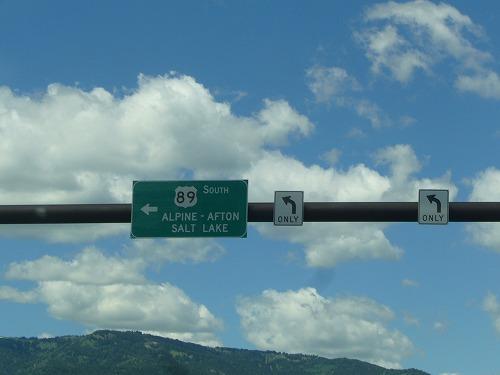 89 SOUTH
ALPINE - AFTON
SALT LAKE
ONLY
ONLY